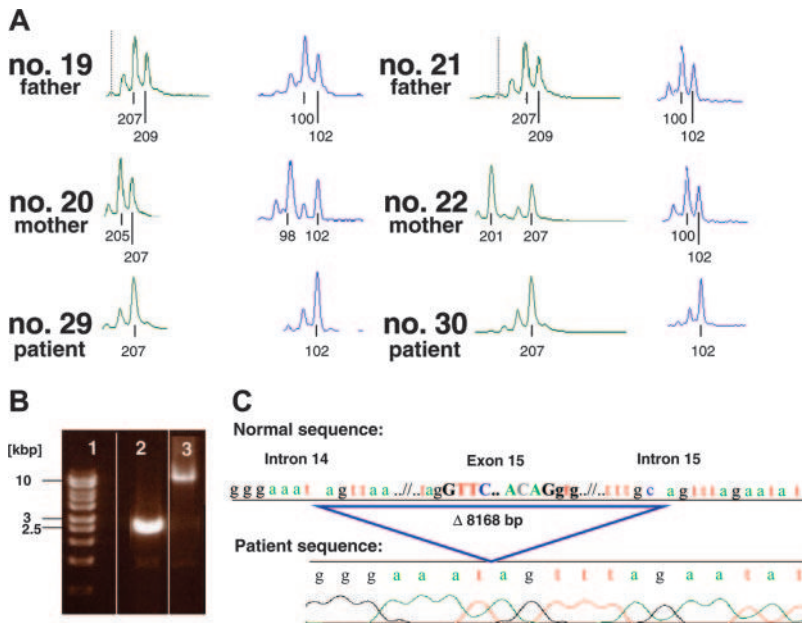 A
no. 19 father 207 209 100 102 no. 21 father 207 209 100 102
no. 20 mother 205 207 98 102 no. 22 mother 201 207 100 102
no. 29 patient 207 102 no. 30 patient 207 102
B
[kbp] 1 2 3
10
3
2.5
C
Normal sequence:
Intron 14 Exon 15 Intron 15
g g g a a a t a g t t a a ..//.. t a g G T T C .. A C A G g t g ..//.. t t t g c a g t t a g a a t a t
Δ 8168 bp
Patient sequence:
g g g a a a t a g t t t a g a a t a t